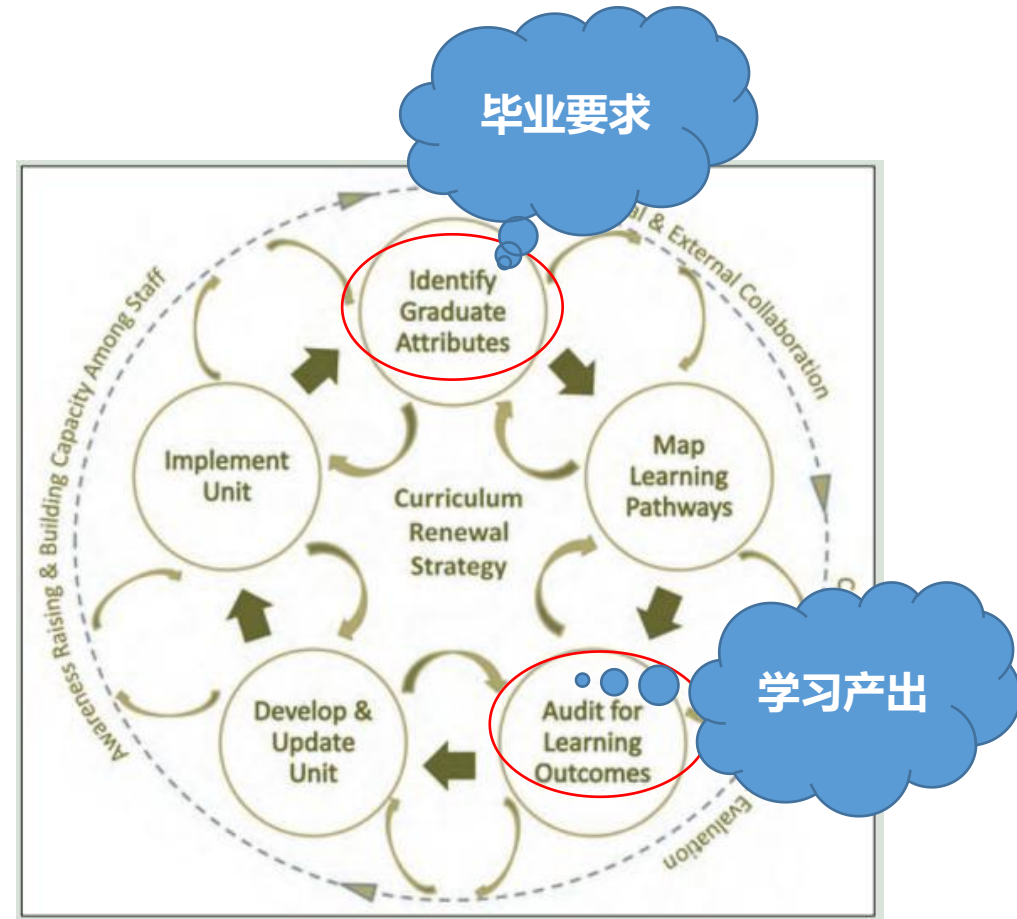 毕业要求
al & External Collaboration
Identify
Graduate
Attributes
Awareness Raising & Building Capacity Among Staff
Implement
Unit
Map
Learning
Pathways
Curriculum
Renewal
Strategy
学习产出
Develop &
Update
Unit
Audit for
Learning
Outcomes
Evaluation